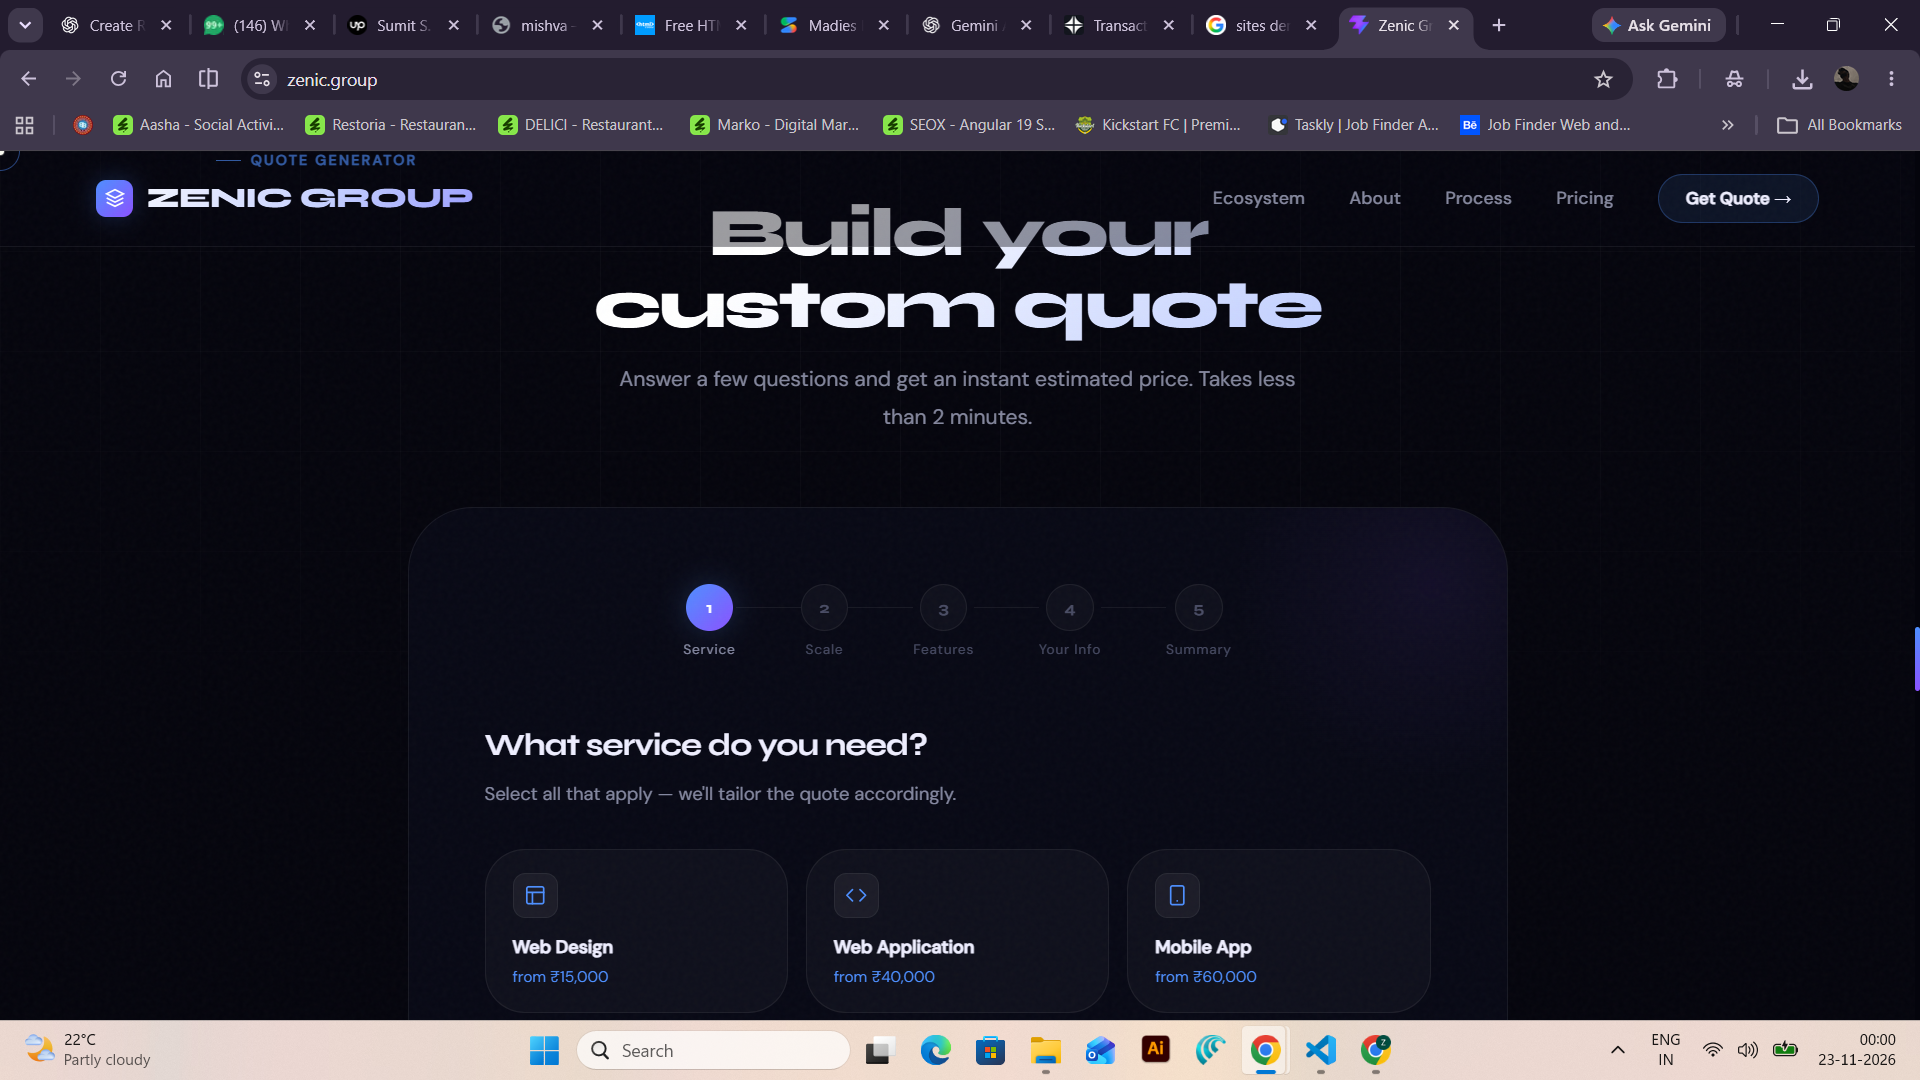 Create R
(146) W
Sumit S.
mishva -
Free HT
Madies
Gemini
Transact
sites de
Zenic G
Ask Gemini
zenic.group
Aasha - Social Activi...
Restoria - Restauran...
DELICI - Restaurant...
Marko - Digital Mar...
SEOX - Angular 19 S...
Kickstart FC | Premi...
Taskly | Job Finder A...
Job Finder Web and...
All Bookmarks
QUOTE GENERATOR
ZENIC GROUP
Ecosystem
About
Process
Pricing
Get Quote →
Build your
custom quote
Answer a few questions and get an instant estimated price. Takes less
than 2 minutes.
1
2
3
4
5
Service
Scale
Features
Your Info
Summary
What service do you need?
Select all that apply — we'll tailor the quote accordingly.
Web Design
from ₹15,000
Web Application
from ₹40,000
Mobile App
from ₹60,000
22°C
Partly cloudy
Search
ENG
IN
00:00
23-11-2026